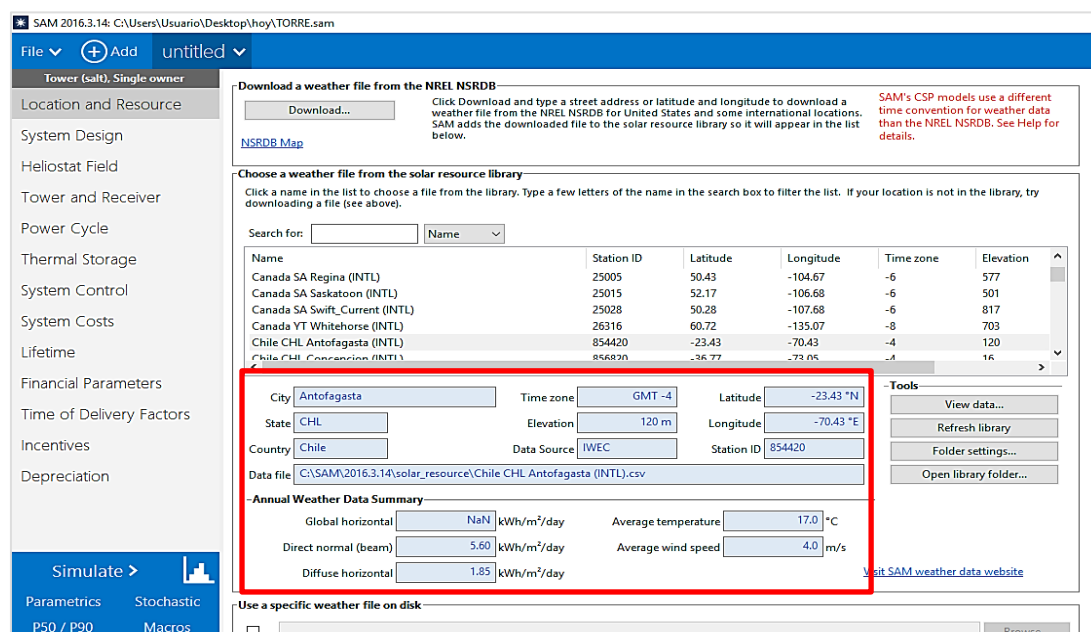 SAM 2016.3.14: C:\Users\Usuario\Desktop\hoy\TORRE.sam
File Add untitled
Tower (salt), Single owner
Location and Resource
System Design
Heliostat Field
Tower and Receiver
Power Cycle
Thermal Storage
System Control
System Costs
Lifetime
Financial Parameters
Time of Delivery Factors
Incentives
Depreciation
Simulate >
Parametrics Stochastic
P50 / P90 Macros
Download a weather file from the NREL NSRDB
Download...
NSRDB Map
Click Download and type a street address or latitude and longitude to download a
weather file from the NREL NSRDB for United States and some international locations.
SAM adds the downloaded file to the solar resource library so it will appear in the list
below.
SAM's CSP models use a different
time convention for weather data
than the NREL NSRDB. See Help for
details.
Choose a weather file from the solar resource library
Click a name in the list to choose a file from the library. Type a few letters of the name in the search box to filter the list. If your location is not in the library, try
downloading a file (see above).
Search for: Name
Name Station ID Latitude Longitude Time zone Elevation
Canada SA Regina (INTL) 25005 50.43 -104.67 -6 577
Canada SA Saskatoon (INTL) 25015 52.17 -106.68 -6 501
Canada SA Swift_Current (INTL) 25028 50.28 -107.68 -6 817
Canada YT Whitehorse (INTL) 26316 60.72 -135.07 -8 703
Chile CHL Antofagasta (INTL) 854420 -23.43 -70.43 -4 120
Chile CHL Concepcion (INTL) 856820 -36.77 -73.05 -4 16
City Antofagasta Time zone GMT -4 Latitude -23.43 °N
State CHL Elevation 120 m Longitude -70.43 °E
Country Chile Data Source IWEC Station ID 854420
Data file C:\SAM\2016.3.14\solar_resource\Chile CHL Antofagasta (INTL).csv
Tools
View data...
Refresh library
Folder settings...
Open library folder...
Annual Weather Data Summary
Global horizontal NaN kWh/m²/day Average temperature 17.0 °C
Direct normal (beam) 5.60 kWh/m²/day Average wind speed 4.0 m/s
Diffuse horizontal 1.85 kWh/m²/day
Visit SAM weather data website
Use a specific weather file on disk
Browse...